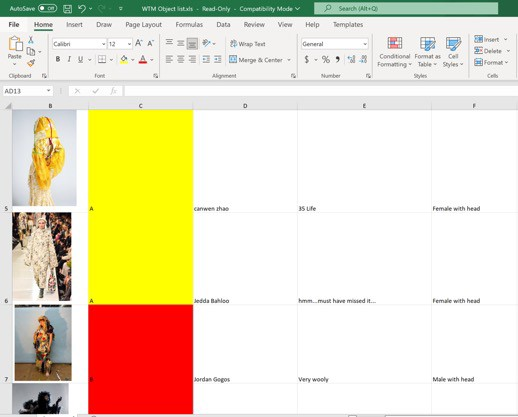 AutoSave Off WTM Object list.xls - Read-Only - Compatibility Mode Search (Alt+Q)
File Home Insert Draw Page Layout Formulas Data Review View Help Templates
Calibri 12 A A General Insert
Paste B I U A Wrap Text Merge & Center $ % Conditional Formatting Format as Table Cell Styles Delete Format
Clipboard Font Alignment Number Styles Cells
AD13 fx
B C D E F
5 A canwen zhao 35 Life Female with head
6 A Jedda Bahloo hmm...must have missed it... Female with head
7 Jordan Gogos Very wooly Male with head